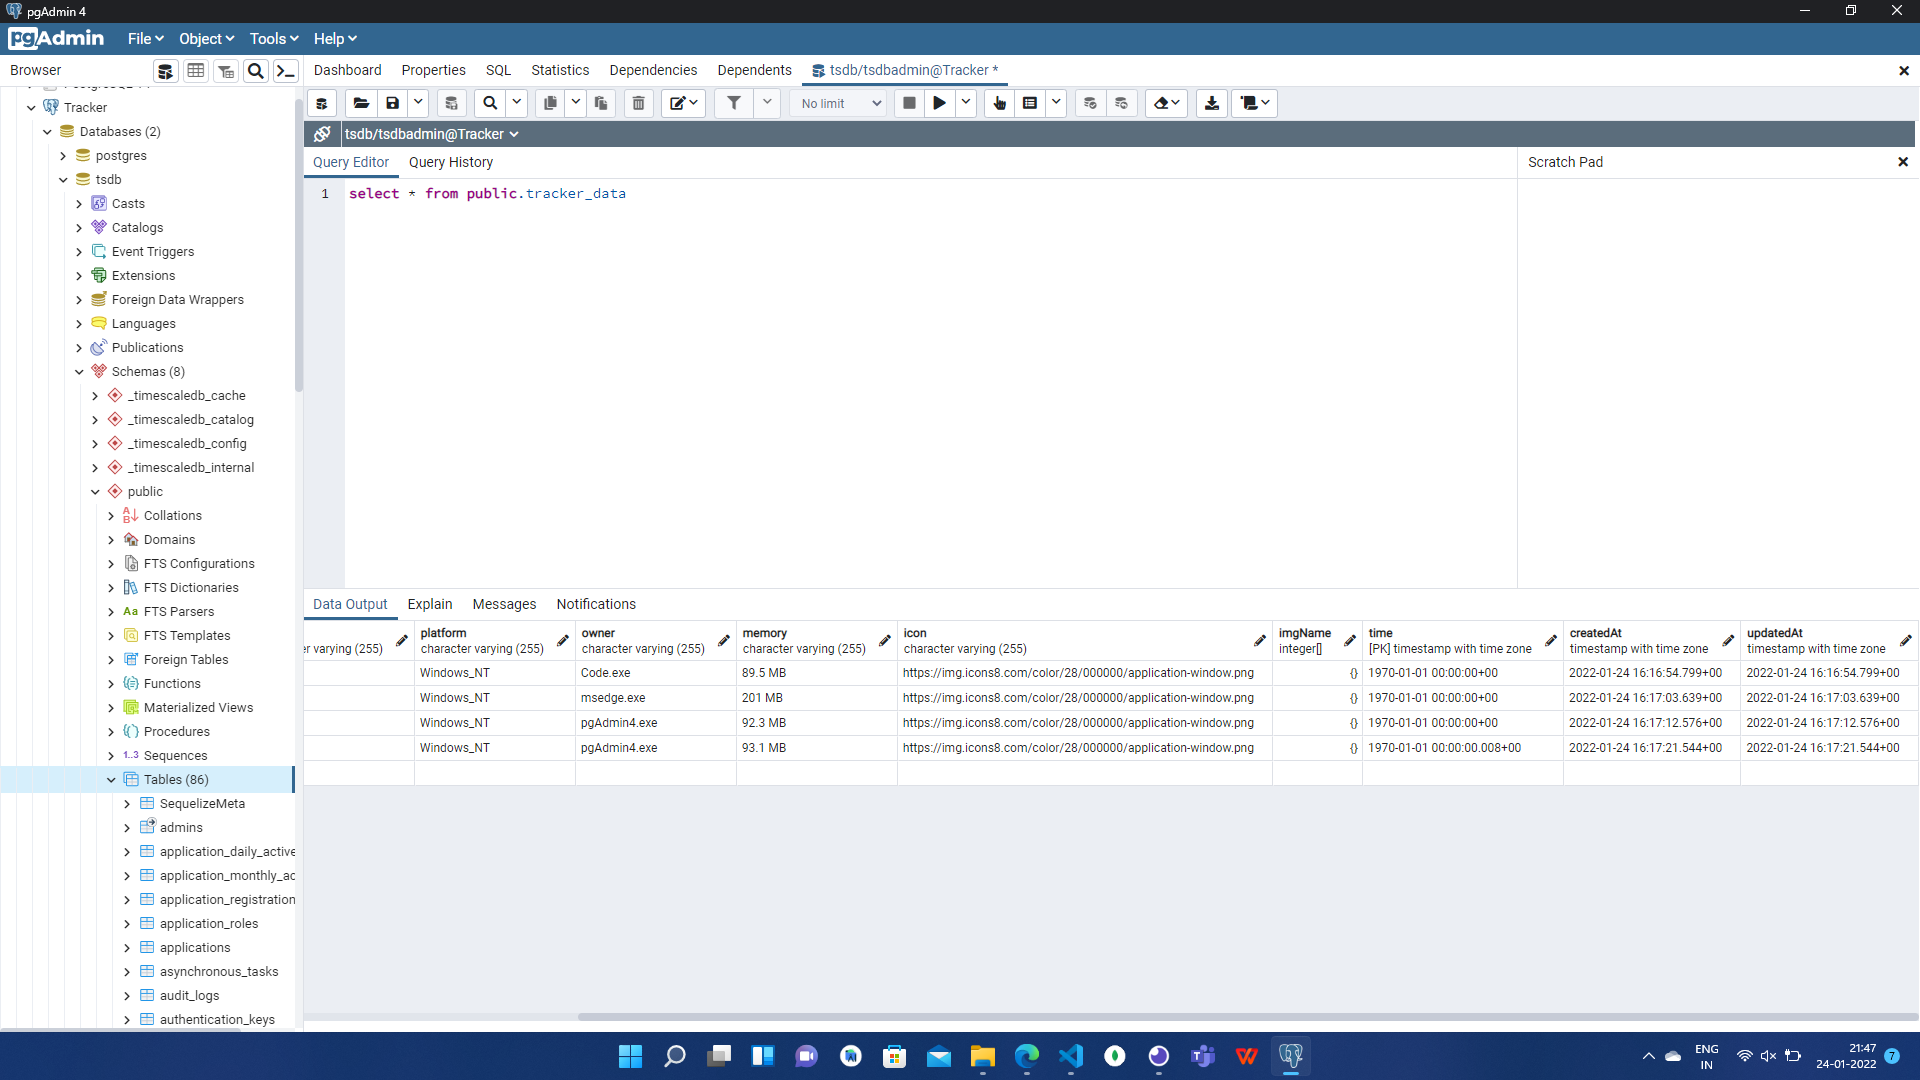 pgAdmin 4
pgAdmin File Object Tools Help
Browser
Dashboard Properties SQL Statistics Dependencies Dependents tsdb/tsdbadmin@Tracker *
No limit
tsdb/tsdbadmin@Tracker
Query Editor Query History
Scratch Pad
1 select * from public.tracker_data
Tracker
Databases (2)
postgres
tsdb
Casts
Catalogs
Event Triggers
Extensions
Foreign Data Wrappers
Languages
Publications
Schemas (8)
_timescaledb_cache
_timescaledb_catalog
_timescaledb_config
_timescaledb_internal
public
Collations
Domains
FTS Configurations
FTS Dictionaries
Aa FTS Parsers
FTS Templates
Foreign Tables
Functions
Materialized Views
Procedures
1..3 Sequences
Tables (86)
SequelizeMeta
admins
application_daily_active
application_monthly_ac
application_registration
application_roles
applications
asynchronous_tasks
audit_logs
authentication_keys
Data Output Explain Messages Notifications
platform owner memory icon imgName time createdAt updatedAt
r varying (255) character varying (255) character varying (255) character varying (255) character varying (255) integer[] [PK] timestamp with time zone timestamp with time zone timestamp with time zone
Windows_NT Code.exe 89.5 MB https://img.icons8.com/color/28/000000/application-window.png {} 1970-01-01 00:00:00+00 2022-01-24 16:16:54.799+00 2022-01-24 16:16:54.799+00
Windows_NT msedge.exe 201 MB https://img.icons8.com/color/28/000000/application-window.png {} 1970-01-01 00:00:00+00 2022-01-24 16:17:03.639+00 2022-01-24 16:17:03.639+00
Windows_NT pgAdmin4.exe 92.3 MB https://img.icons8.com/color/28/000000/application-window.png {} 1970-01-01 00:00:00+00 2022-01-24 16:17:12.576+00 2022-01-24 16:17:12.576+00
Windows_NT pgAdmin4.exe 93.1 MB https://img.icons8.com/color/28/000000/application-window.png {} 1970-01-01 00:00:00.008+00 2022-01-24 16:17:21.544+00 2022-01-24 16:17:21.544+00
ENG
IN
21:47
24-01-2022
7